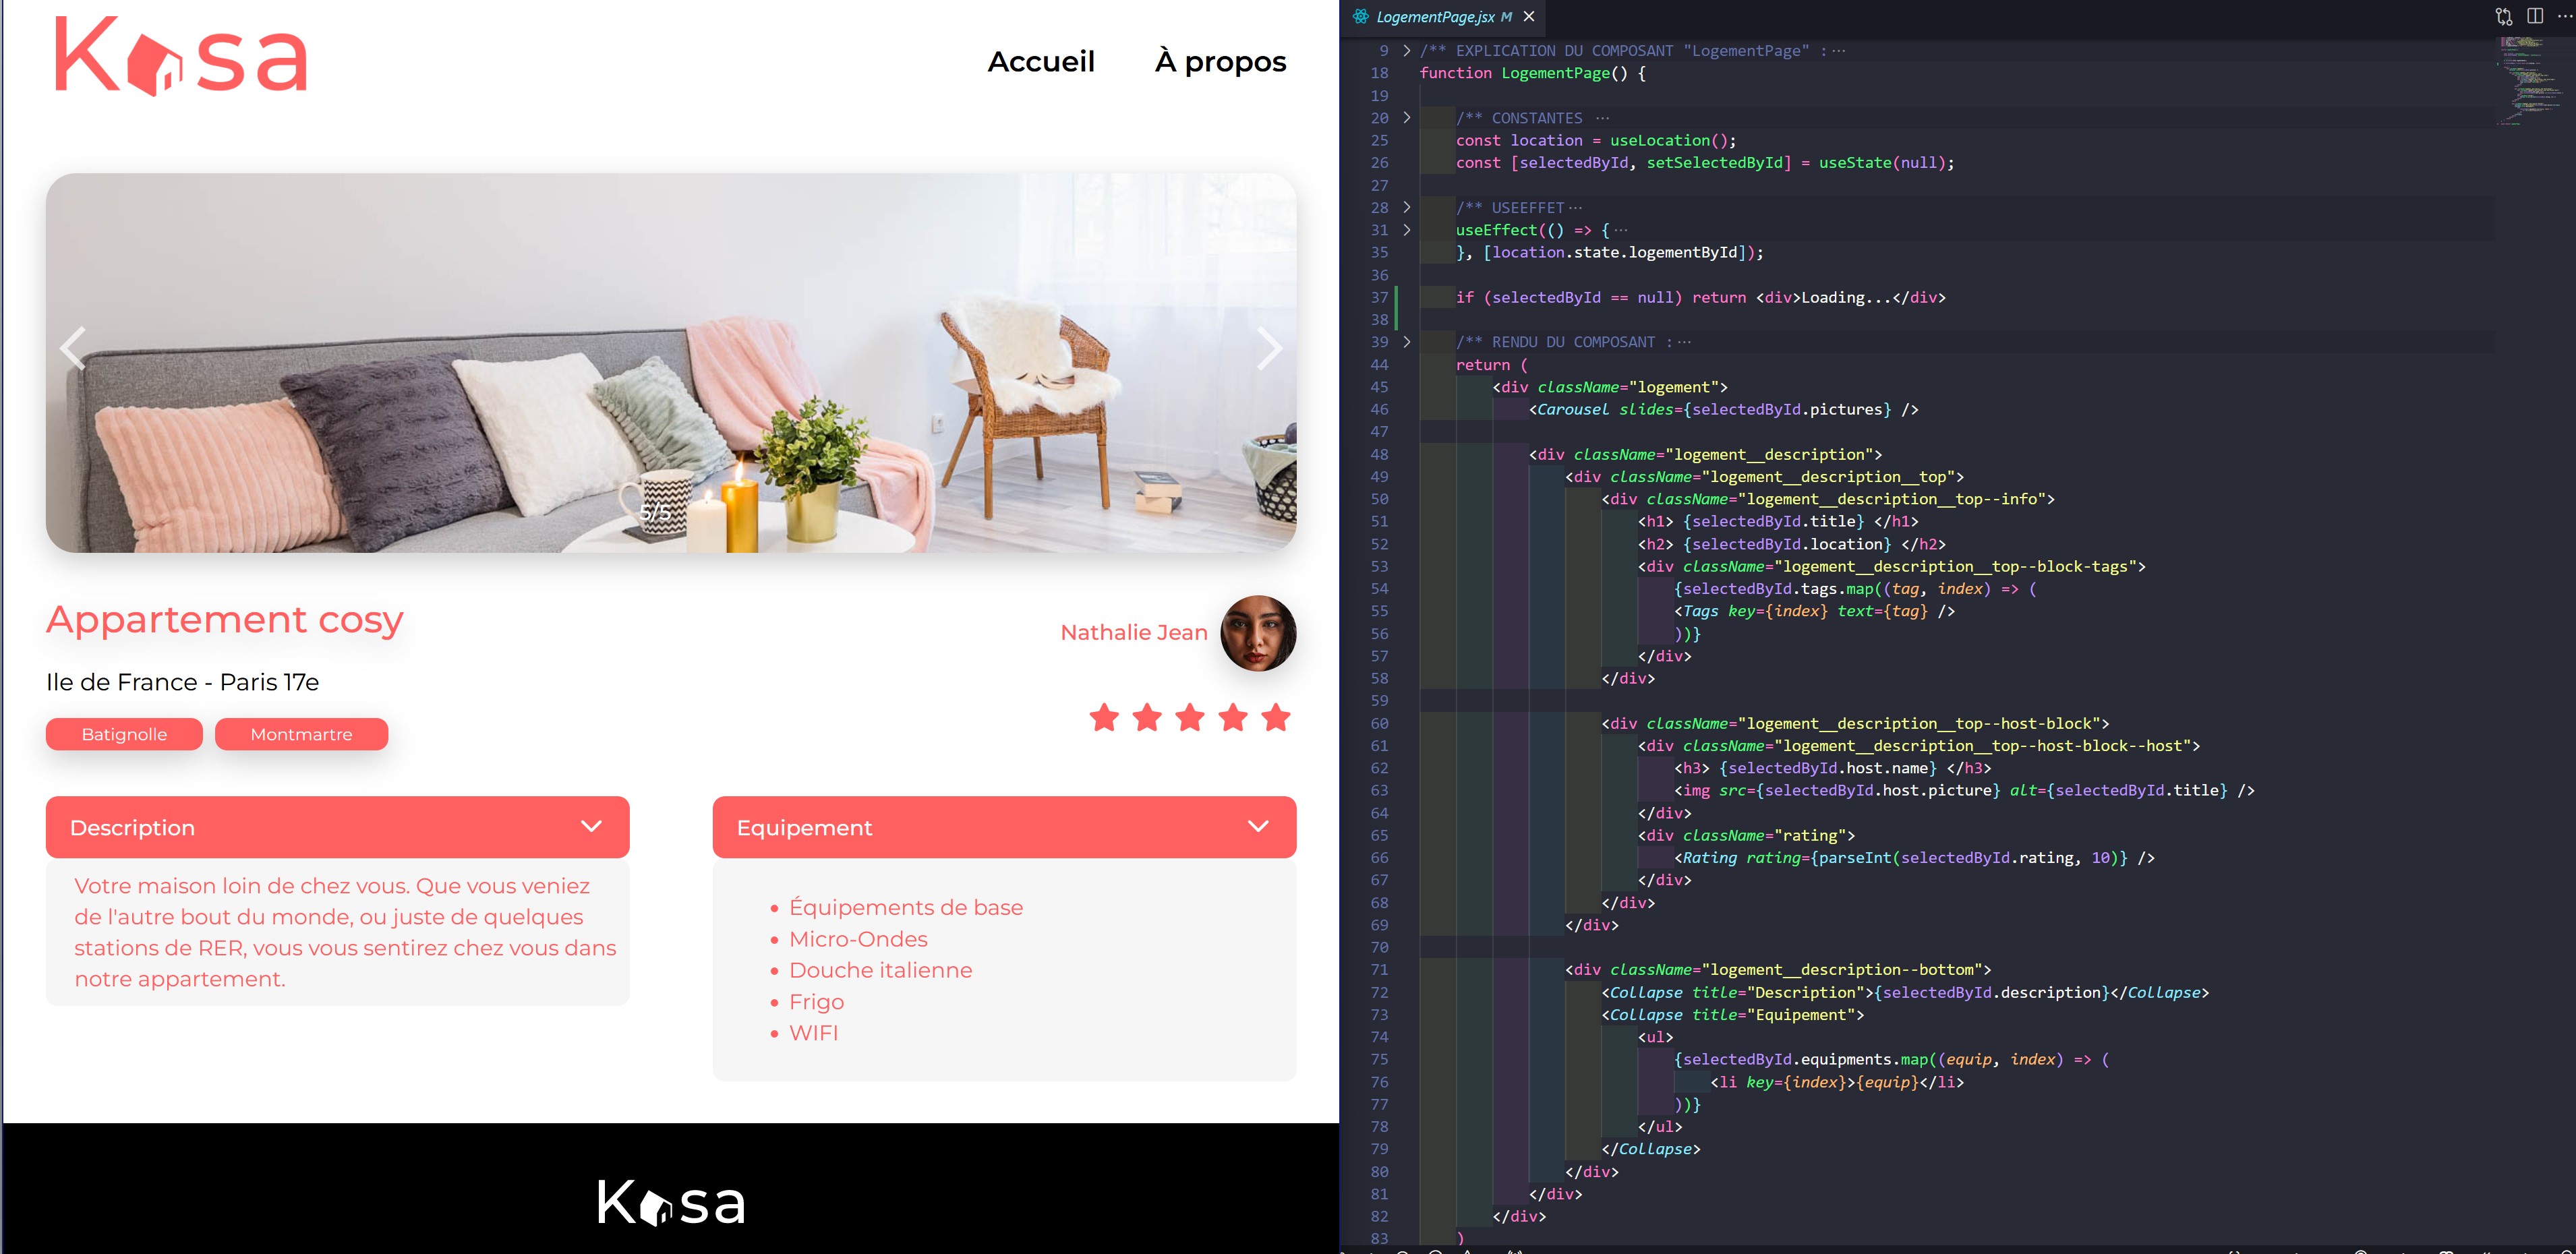 Kasa
Accueil
À propos
5/5
Appartement cosy
Nathalie Jean
Ile de France - Paris 17e
Batignolle
Montmartre
Description
Votre maison loin de chez vous. Que vous veniez
de l'autre bout du monde, ou juste de quelques
stations de RER, vous vous sentirez chez vous dans
notre appartement.
Equipement
Équipements de base
Micro-Ondes
Douche italienne
Frigo
WIFI
Kasa
LogementPage.jsx M
9 /** EXPLICATION DU COMPOSANT "LogementPage" : ···
18 function LogementPage() {
19
20 /** CONSTANTES ···
25 const location = useLocation();
26 const [selectedById, setSelectedById] = useState(null);
27
28 /** USEEFFET ···
31 useEffect(() => { ···
35 }, [location.state.logementById]);
36
37 if (selectedById == null) return <div>Loading...</div>
38
39 /** RENDU DU COMPOSANT : ···
44 return (
45 <div className="logement">
46 <Carousel slides={selectedById.pictures} />
47
48 <div className="logement__description">
49 <div className="logement__description__top">
50 <div className="logement__description__top--info">
51 <h1> {selectedById.title} </h1>
52 <h2> {selectedById.location} </h2>
53 <div className="logement__description__top--block-tags">
54 {selectedById.tags.map((tag, index) => (
55 <Tags key={index} text={tag} />
56 ))}
57 </div>
58 </div>
59
60 <div className="logement__description__top--host-block">
61 <div className="logement__description__top--host-block--host">
62 <h3> {selectedById.host.name} </h3>
63 <img src={selectedById.host.picture} alt={selectedById.title} />
64 </div>
65 <div className="rating">
66 <Rating rating={parseInt(selectedById.rating, 10)} />
67 </div>
68 </div>
69 </div>
70
71 <div className="logement__description--bottom">
72 <Collapse title="Description">{selectedById.description}</Collapse>
73 <Collapse title="Equipement">
74 <ul>
75 {selectedById.equipments.map((equip, index) => (
76 <li key={index}>{equip}</li>
77 ))}
78 </ul>
79 </Collapse>
80 </div>
81 </div>
82 </div>
83 )